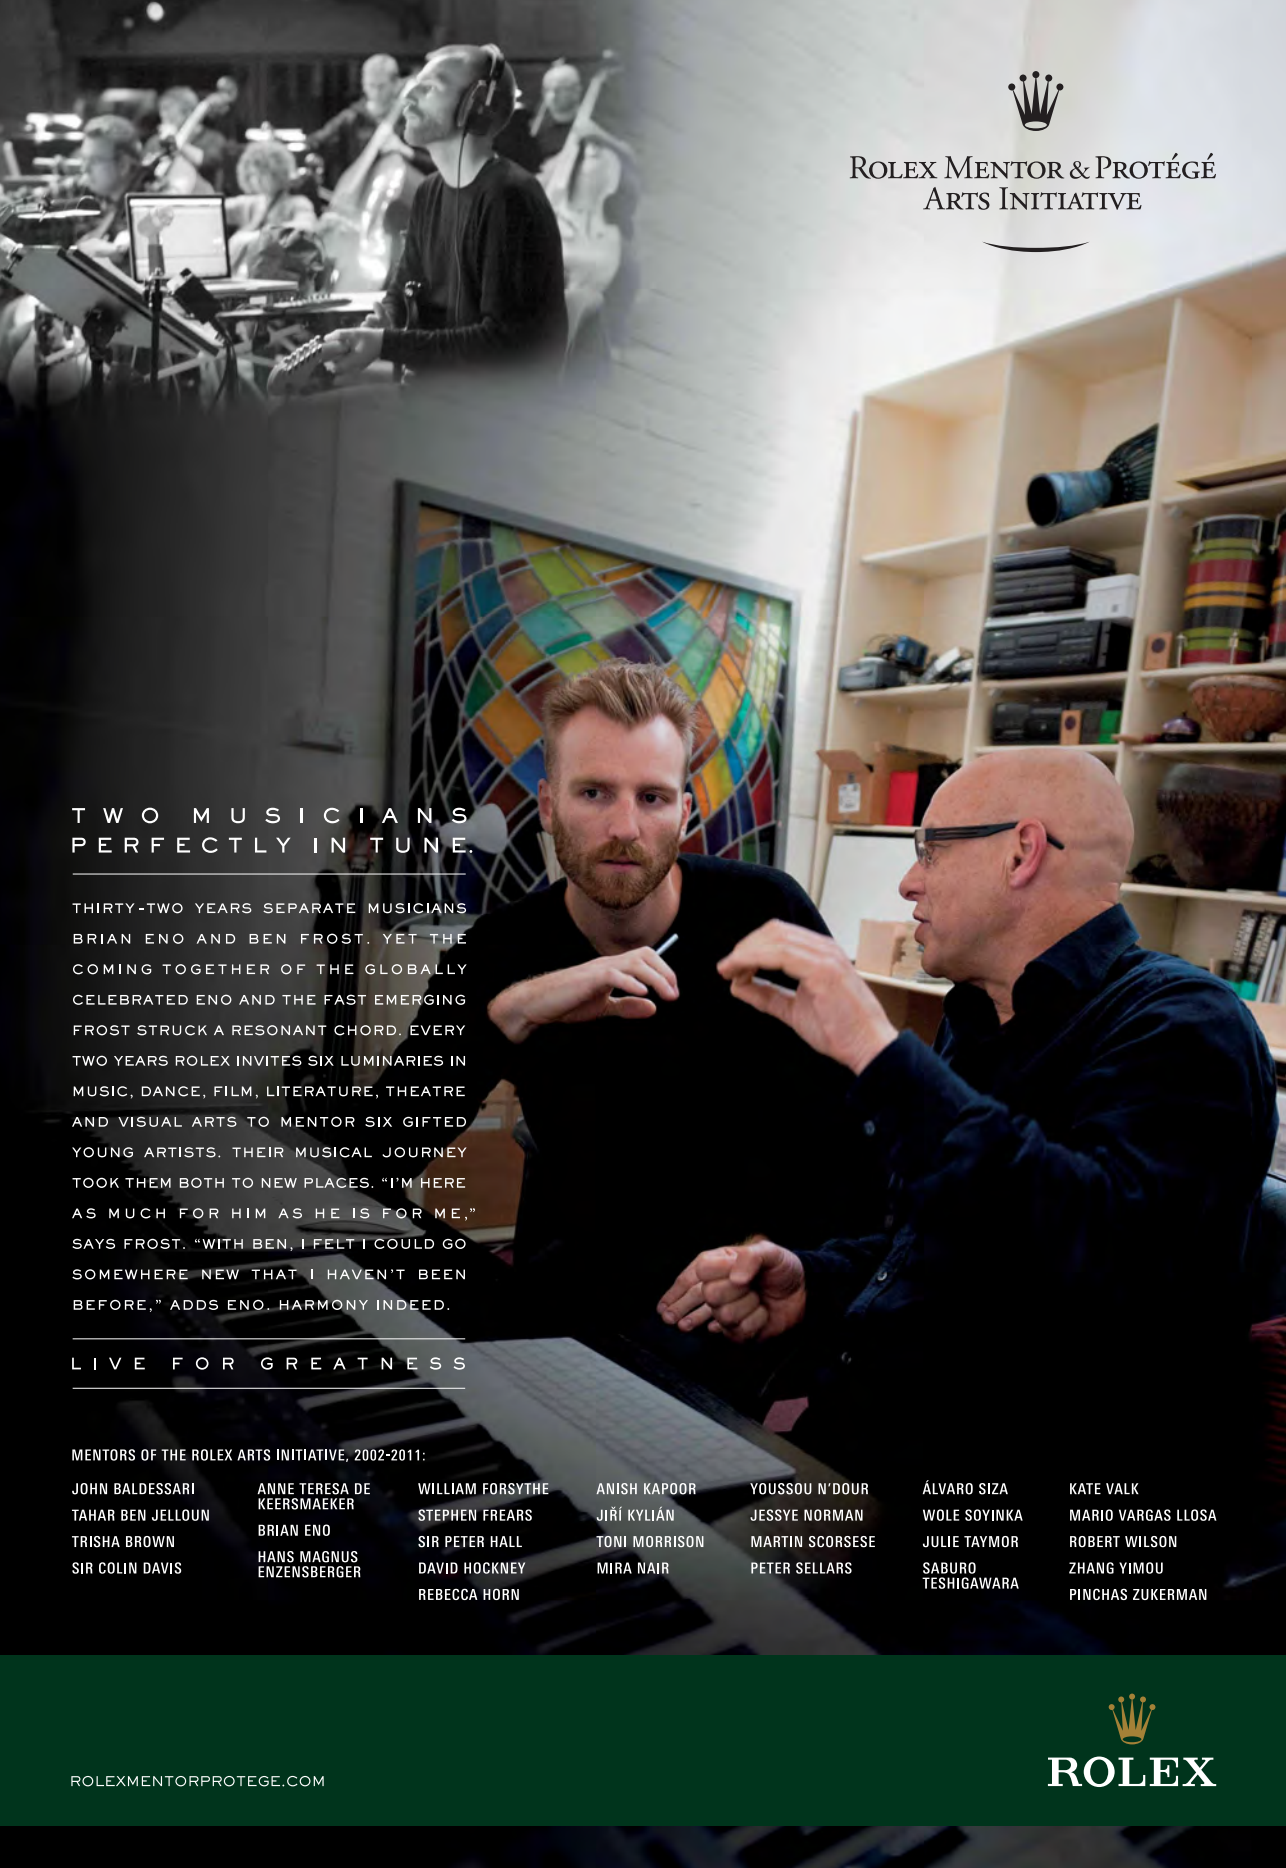 ROLEX MENTOR & PROTÉGÉ
ARTS INITIATIVE
TWO MUSICIANS
PERFECTLY IN TUNE.
THIRTY-TWO YEARS SEPARATE MUSICIANS
BRIAN ENO AND BEN FROST. YET THE
COMING TOGETHER OF THE GLOBALLY
CELEBRATED ENO AND THE FAST EMERGING
FROST STRUCK A RESONANT CHORD. EVERY
TWO YEARS ROLEX INVITES SIX LUMINARIES IN
MUSIC, DANCE, FILM, LITERATURE, THEATRE
AND VISUAL ARTS TO MENTOR SIX GIFTED
YOUNG ARTISTS. THEIR MUSICAL JOURNEY
TOOK THEM BOTH TO NEW PLACES. “I’M HERE
AS MUCH FOR HIM AS HE IS FOR ME,”
SAYS FROST. “WITH BEN, I FELT I COULD GO
SOMEWHERE NEW THAT I HAVEN’T BEEN
BEFORE,” ADDS ENO. HARMONY INDEED.
LIVE FOR GREATNESS
MENTORS OF THE ROLEX ARTS INITIATIVE, 2002-2011:
JOHN BALDESSARI
TAHAR BEN JELLOUN
TRISHA BROWN
SIR COLIN DAVIS
ANNE TERESA DE
KEERSMAEKER
BRIAN ENO
HANS MAGNUS
ENZENSBERGER
WILLIAM FORSYTHE
STEPHEN FREARS
SIR PETER HALL
DAVID HOCKNEY
REBECCA HORN
ANISH KAPOOR
JIŘÍ KYLIÁN
TONI MORRISON
MIRA NAIR
YOUSSOU N’DOUR
JESSYE NORMAN
MARTIN SCORSESE
PETER SELLARS
ÁLVARO SIZA
WOLE SOYINKA
JULIE TAYMOR
SABURO
TESHIGAWARA
KATE VALK
MARIO VARGAS LLOSA
ROBERT WILSON
ZHANG YIMOU
PINCHAS ZUKERMAN
ROLEXMENTORPROTEGE.COM
ROLEX